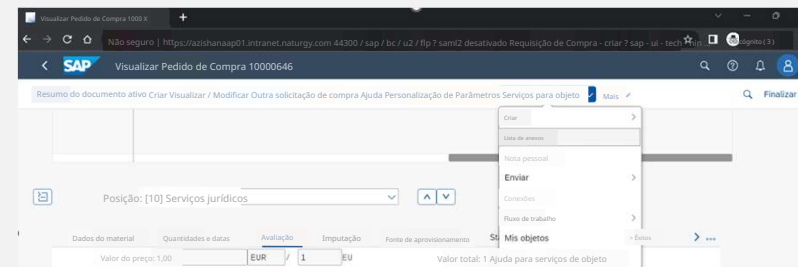 Visualizar Pedido de Compra 1000 X +
Não seguro | https://azishanaap01.intranet.naturgy.com 44300 / sap / bc / u2 / flp ? saml2 desativado Requisição de Compra - criar ? sap - ui - tech
SAP Visualizar Pedido de Compra 10000646
Resumo do documento ativo Criar Visualizar / Modificar Outra solicitação de compra Ajuda Personalização de Parâmetros Serviços para objeto Mais Finalizar
Criar
Lista de anexos
Nota pessoal
Enviar
Posição: [10] Serviços jurídicos
Conexões
Fluxo de trabalho
Dados do material Quantidades e datas Avaliação Imputação Fonte de aprovisionamento Mis objetos
Valor do preço: 1,00 EUR / 1 EU Valor total: 1 Ajuda para serviços de objeto